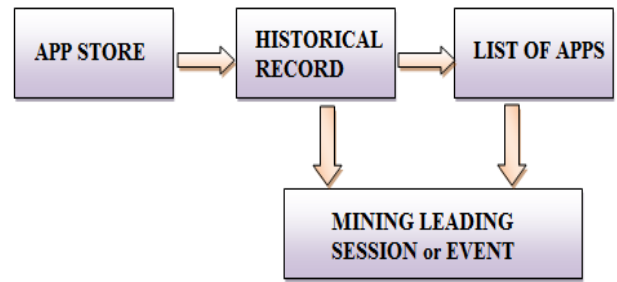 APP STORE
HISTORICAL
RECORD
LIST OF APPS
MINING LEADING
SESSION or EVENT